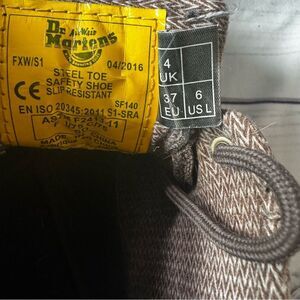 Dr. Martens
AirWair
FXW/S1
04/2016
STEEL TOE
SAFETY SHOE
SLIP RESISTANT
CE
SF140
EN ISO 20345:2011 S1-SRA
MADE
4
UK
37
EU
6
US L